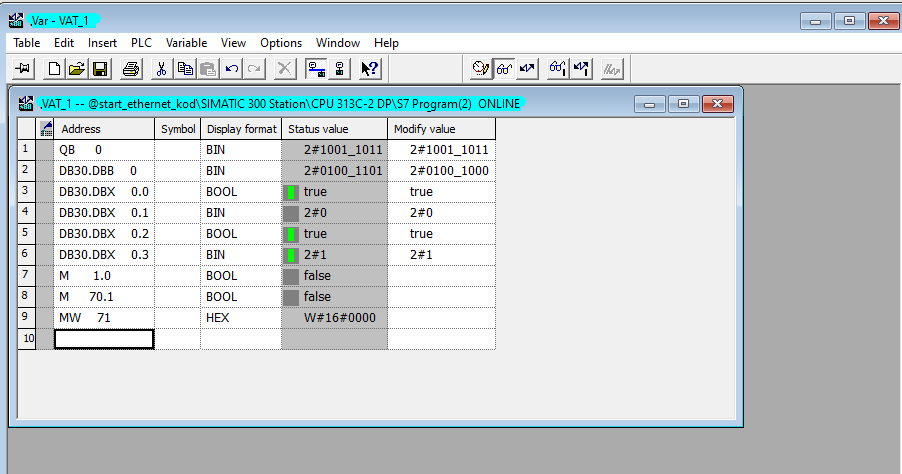 Var - VAT_1
Table Edit Insert PLC Variable View Options Window Help
VAT_1 -- @start_ethernet_kod\SIMATIC 300 Station\CPU 313C-2 DP\S7 Program(2) ONLINE
Address Symbol Display format Status value Modify value
1 QB 0 BIN 2#1001_1011 2#1001_1011
2 DB30.DBB 0 BIN 2#0100_1101 2#0100_1000
3 DB30.DBX 0.0 BOOL true true
4 DB30.DBX 0.1 BIN 2#0 2#0
5 DB30.DBX 0.2 BOOL true true
6 DB30.DBX 0.3 BIN 2#1 2#1
7 M 1.0 BOOL false
8 M 70.1 BOOL false
9 MW 71 HEX W#16#0000
10